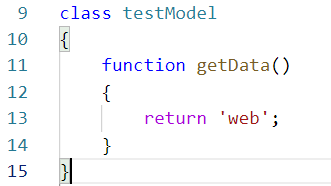 9 class testModel
10 {
11     function getData()
12     {
13         return 'web';
14     }
15 }